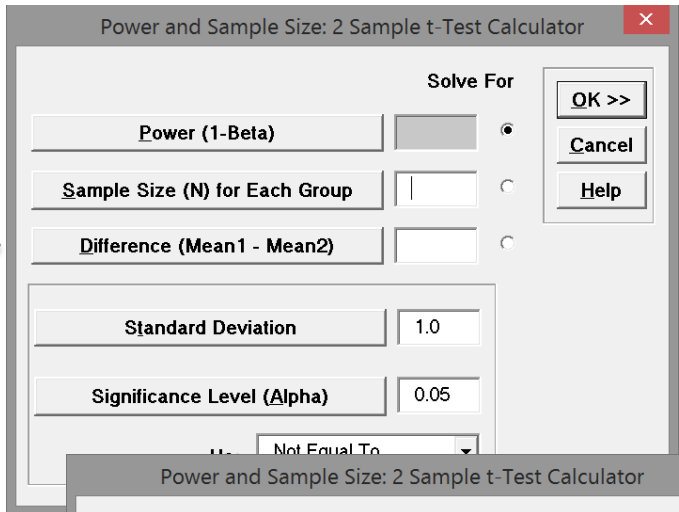 Power and Sample Size: 2 Sample t-Test Calculator
Solve For
Power (1-Beta)
OK >>
Cancel
Sample Size (N) for Each Group
Help
Difference (Mean1 - Mean2)
Standard Deviation 1.0
Significance Level (Alpha) 0.05
Not Equal To
Power and Sample Size: 2 Sample t-Test Calculator